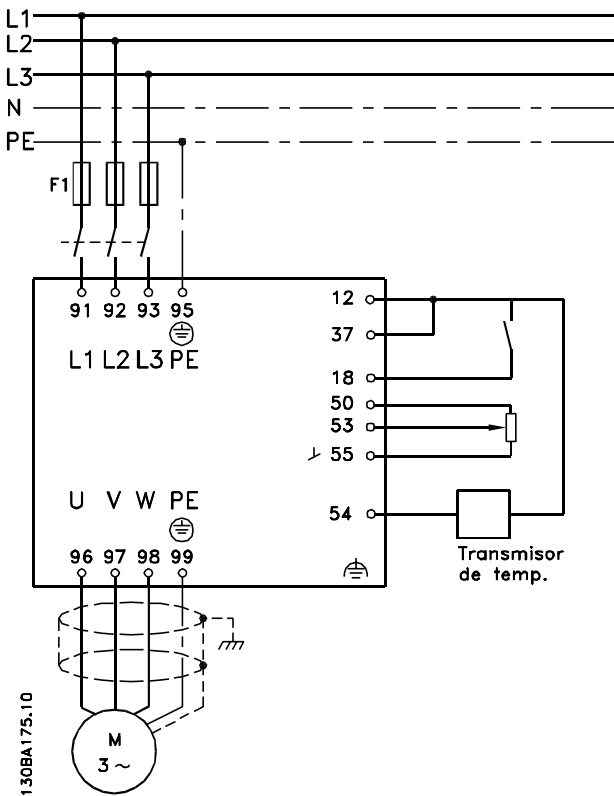 L1
L2
L3
N
PE
F1
91 92 93 95
L1 L2 L3 PE
12
37
18
50
53
55
54
U V W PE
96 97 98 99
Transmisor
de temp.
M
3 ~
130BA175.10